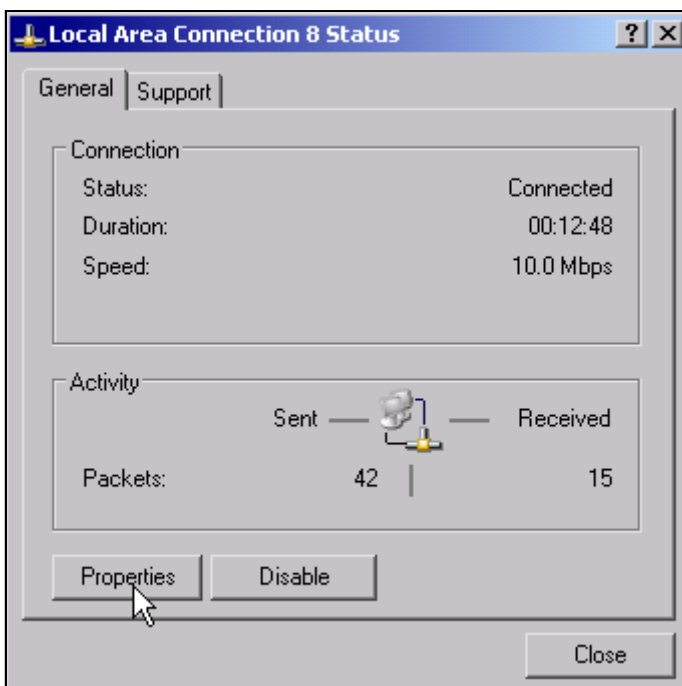 Local Area Connection 8 Status
General Support
Connection
Status: Connected
Duration: 00:12:48
Speed: 10.0 Mbps
Activity
Sent Received
Packets: 42 15
Properties Disable
Close